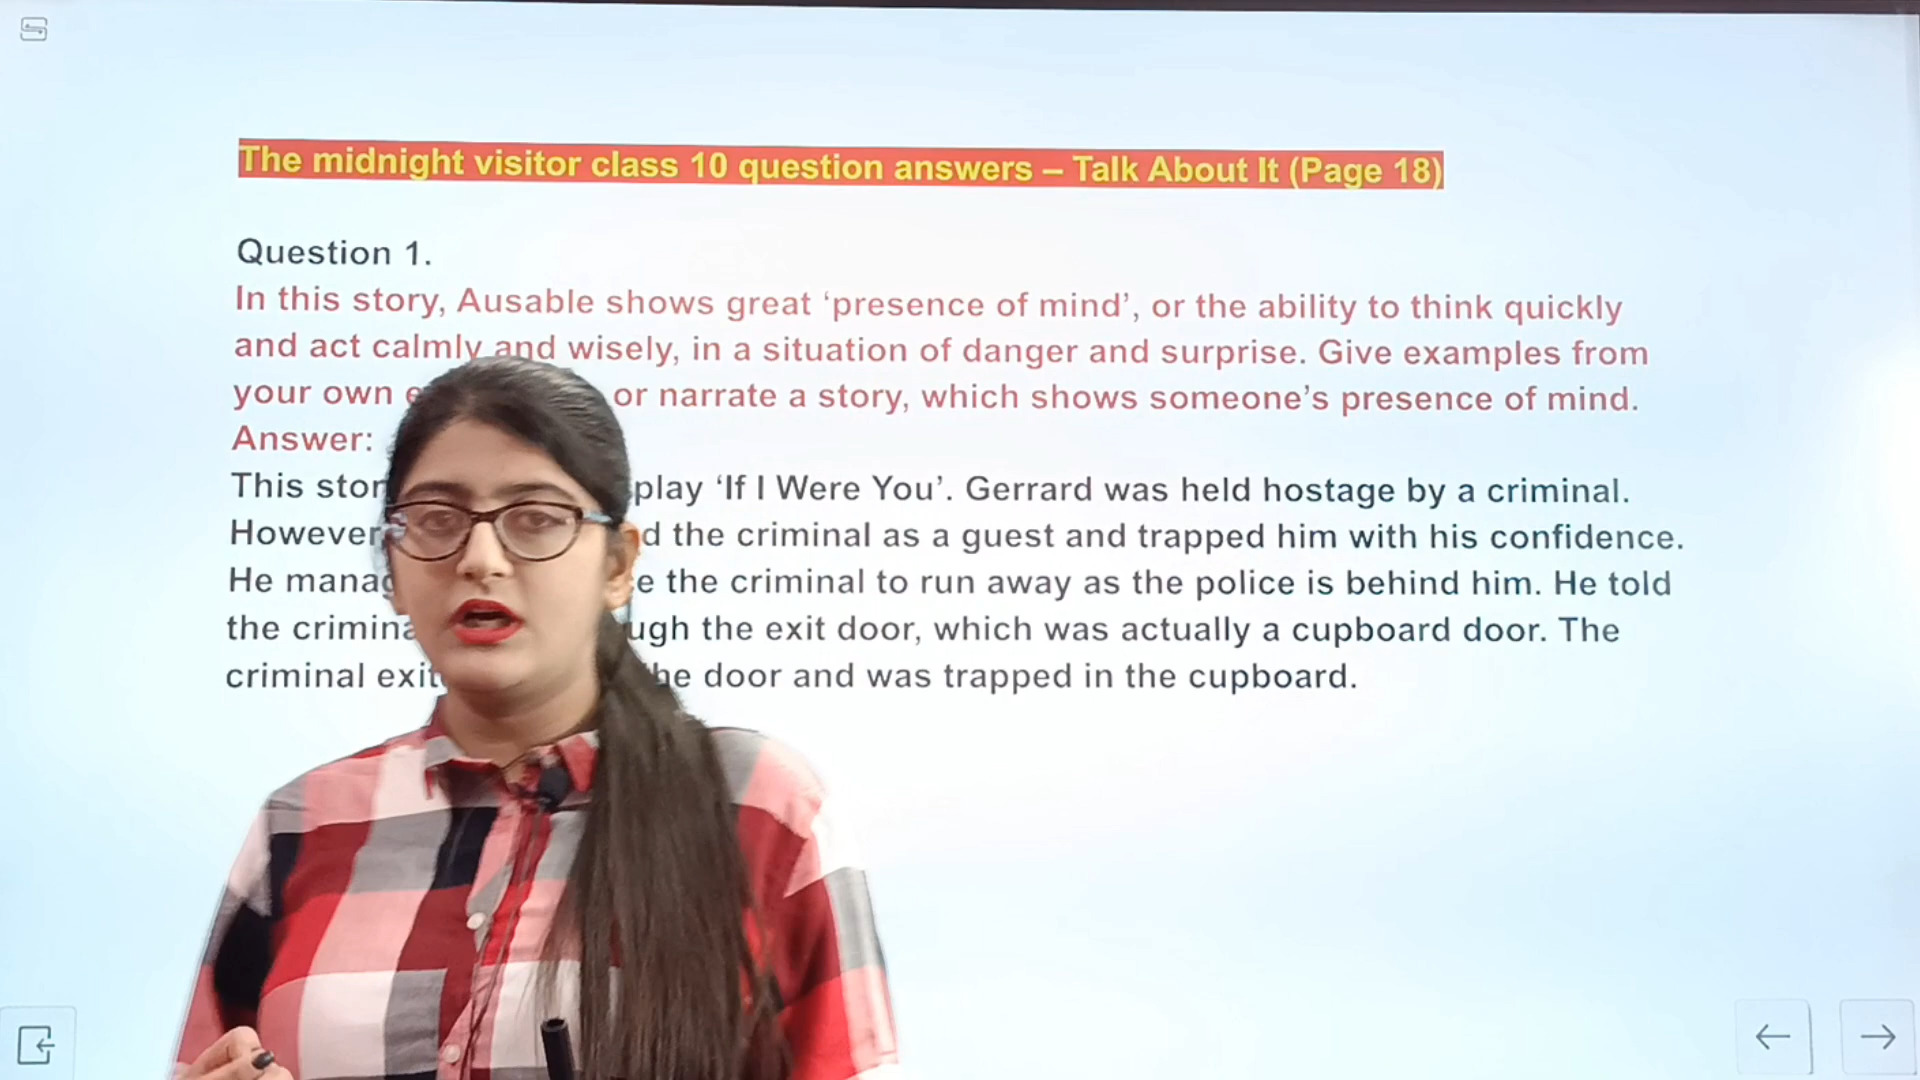 The midnight visitor class 10 question answers – Talk About It (Page 18)
Question 1.
In this story, Ausable shows great ‘presence of mind’, or the ability to think quickly
and act calmly and wisely, in a situation of danger and surprise. Give examples from
your own or narrate a story, which shows someone’s presence of mind.
Answer:
This play ‘If I Were You’. Gerrard was held hostage by a criminal.
However the criminal as a guest and trapped him with his confidence.
He the criminal to run away as the police is behind him. He told
the the exit door, which was actually a cupboard door. The
criminal door and was trapped in the cupboard.